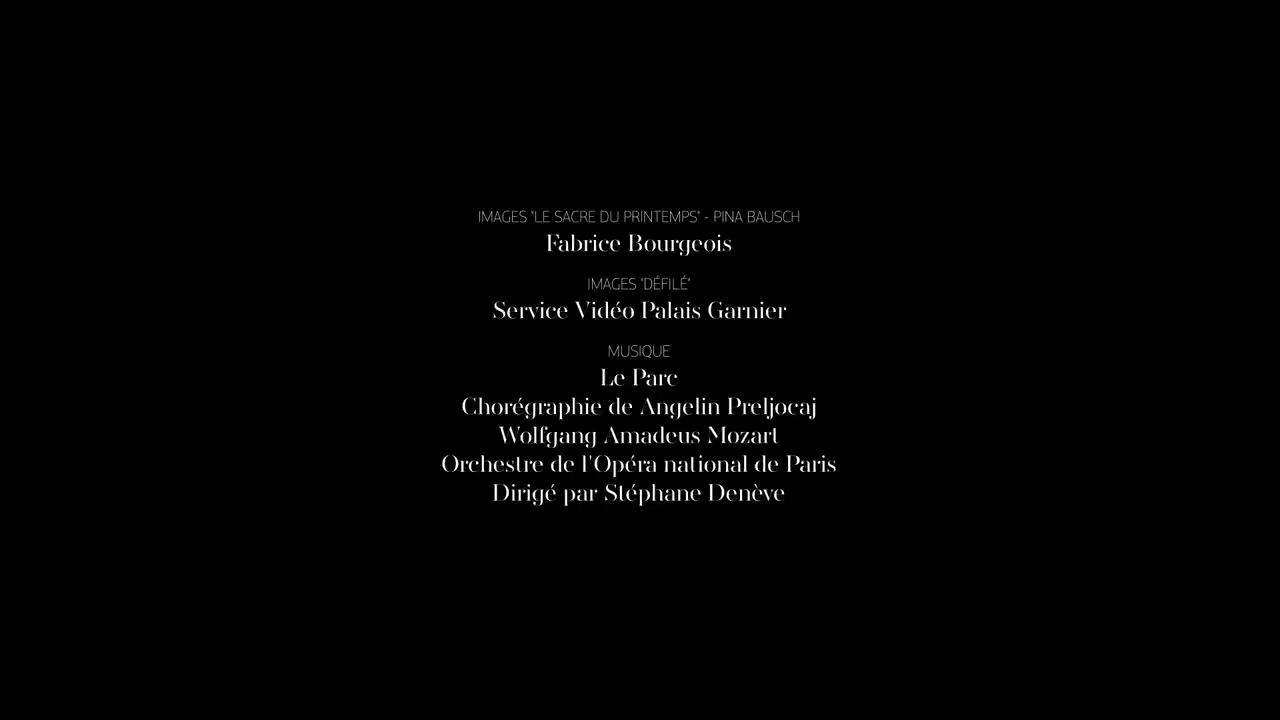 IMAGES "LE SACRE DU PRINTEMPS" - PINA BAUSCH
Fabrice Bourgeois
IMAGES "DÉFILÉ"
Service Vidéo Palais Garnier
MUSIQUE
Le Parc
Chorégraphie de Angelin Preljocaj
Wolfgang Amadeus Mozart
Orchestre de l'Opéra national de Paris
Dirigé par Stéphane Denève